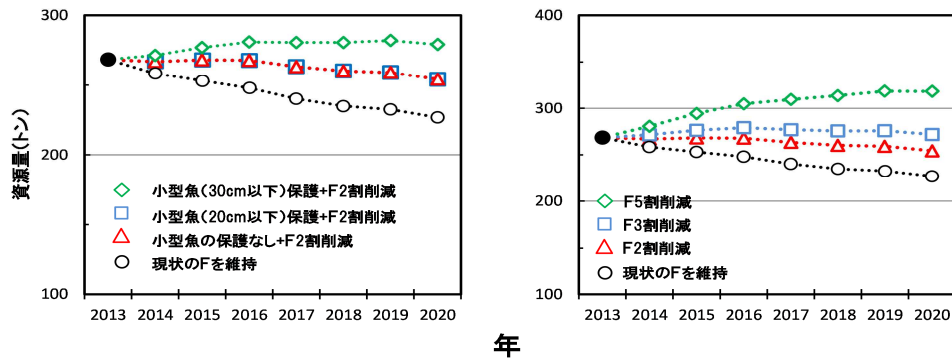 資源量(トン)
300
200
100
小型魚(30cm以下)保護+F2割削減
小型魚(20cm以下)保護+F2割削減
小型魚の保護なし+F2割削減
現状のFを維持
2013 2014 2015 2016 2017 2018 2019 2020
400
300
200
100
F5割削減
F3割削減
F2割削減
現状のFを維持
2013 2014 2015 2016 2017 2018 2019 2020
年